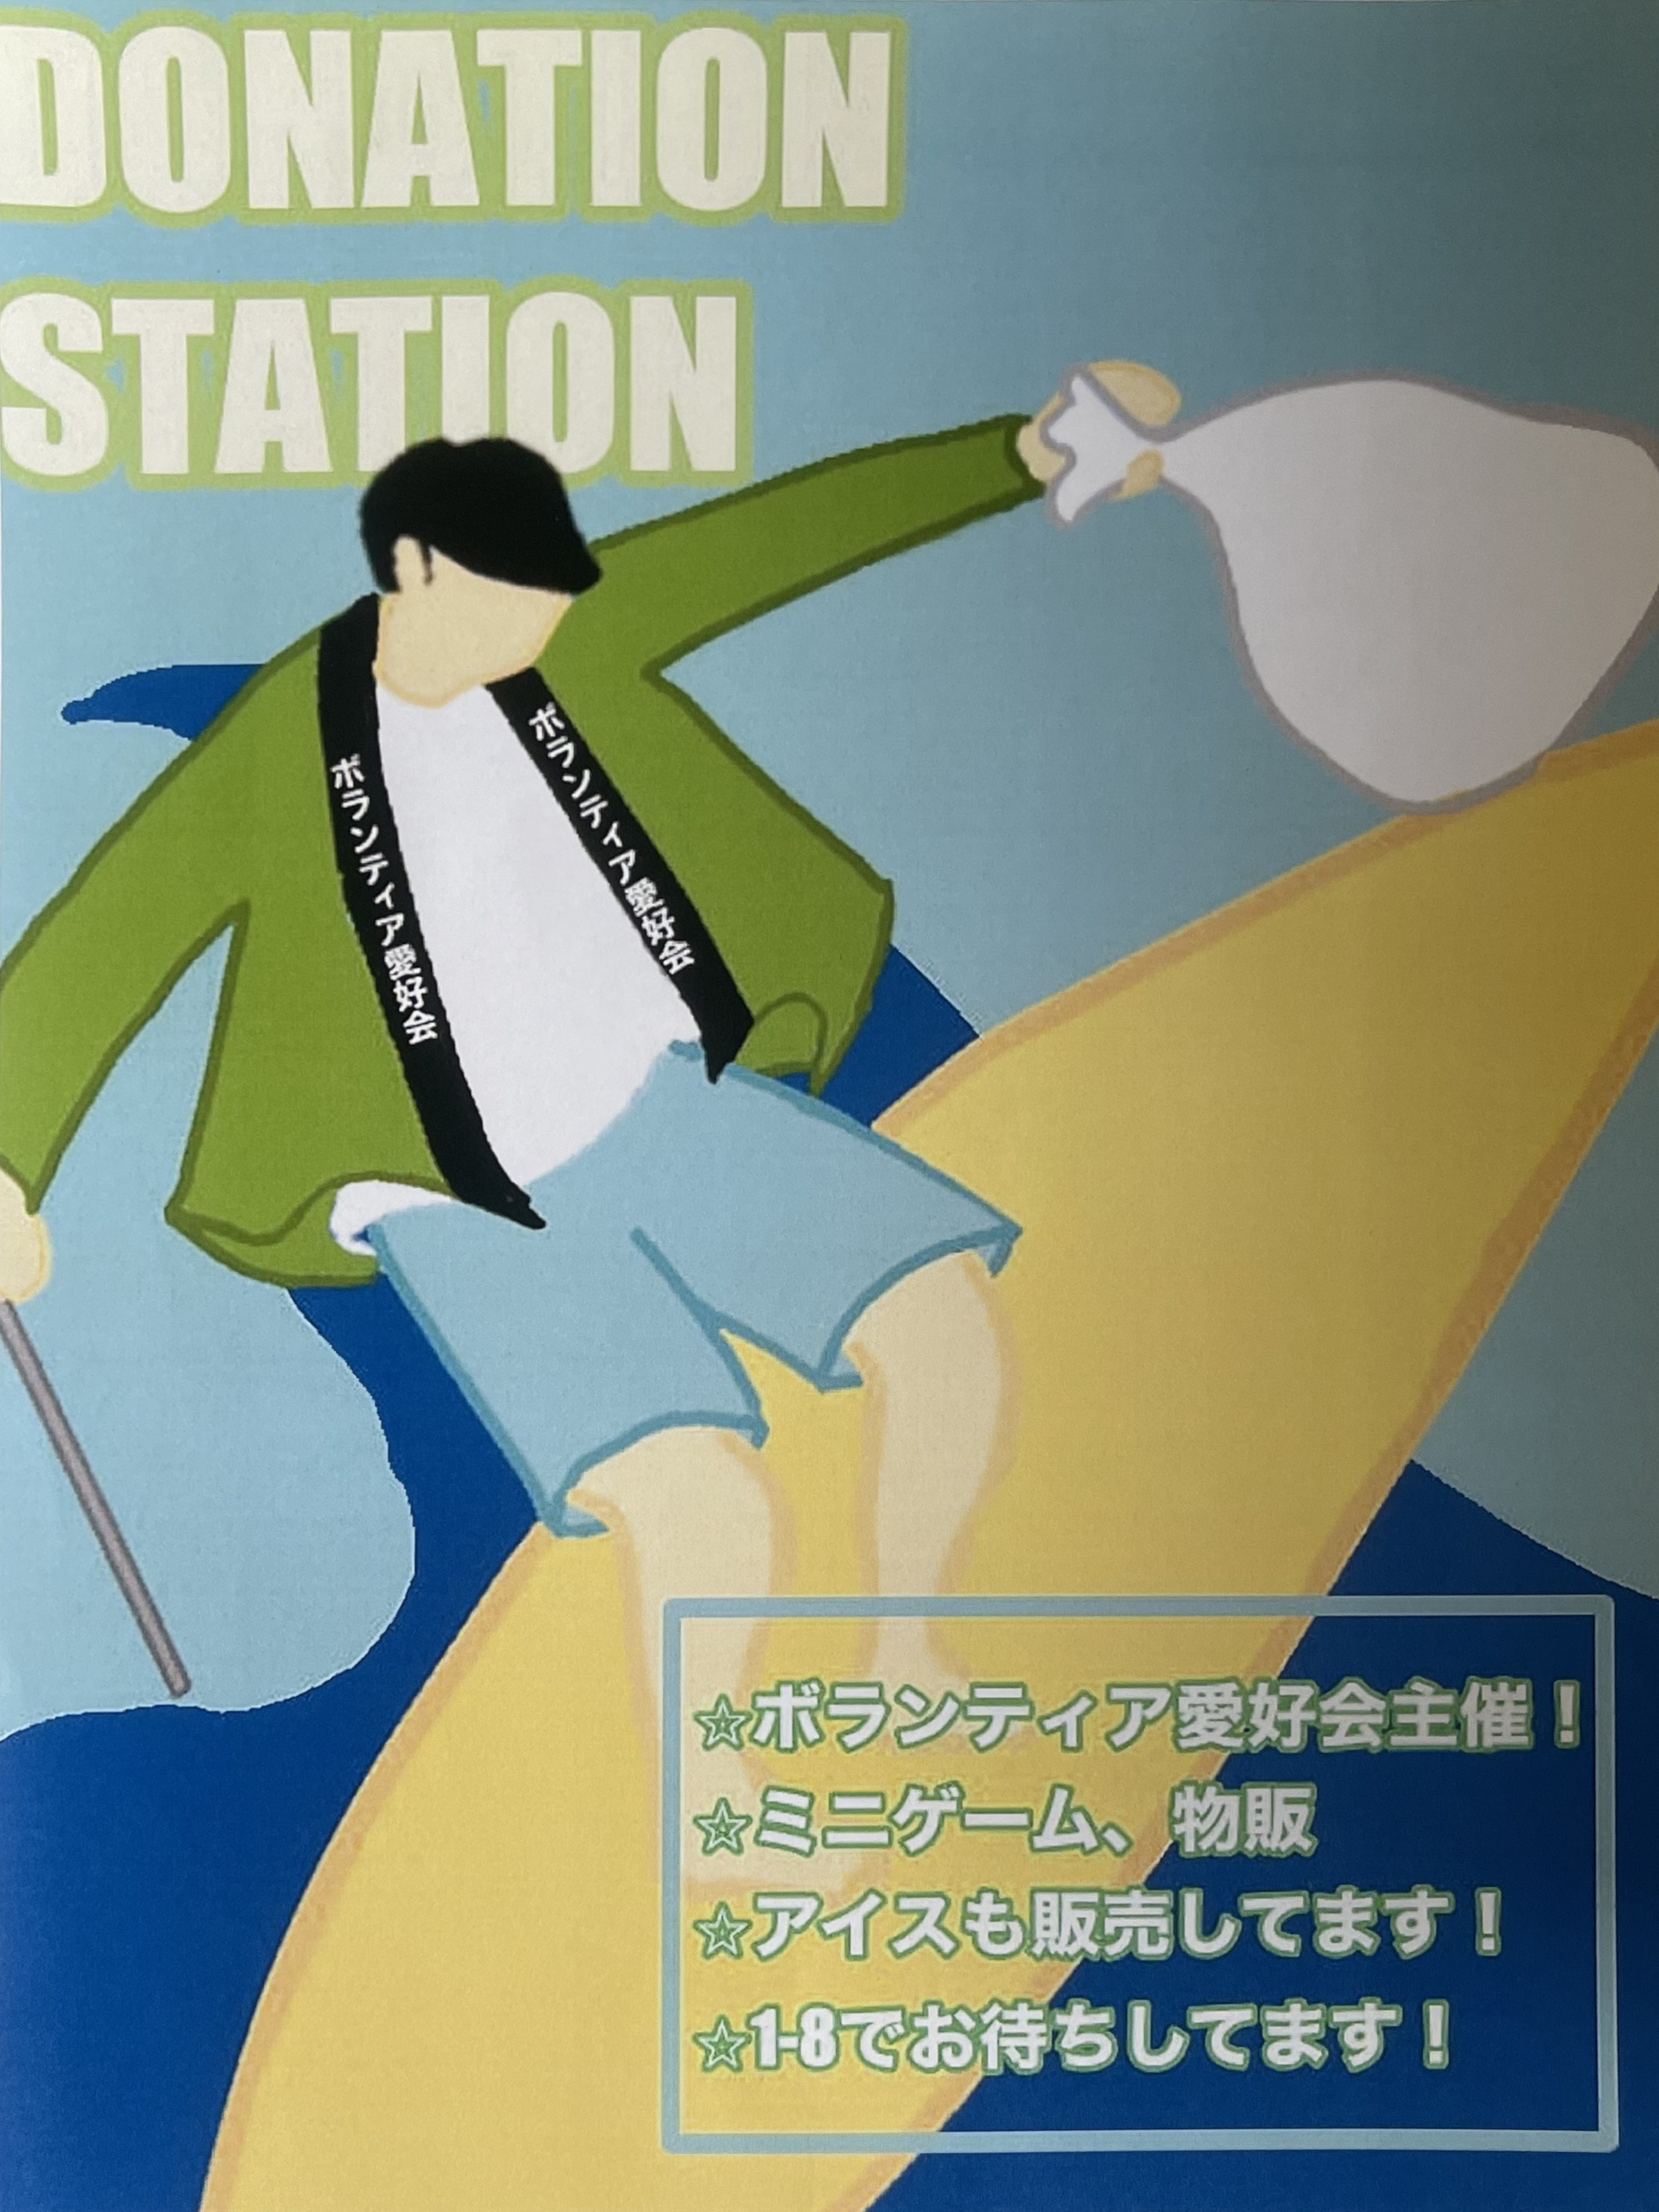 DONATION
STATION
ボランティア愛好会
ボランティア愛好会
☆ボランティア愛好会主催！
☆ミニゲーム、物販
☆アイスも販売してます！
☆1-8でお待ちしてます！